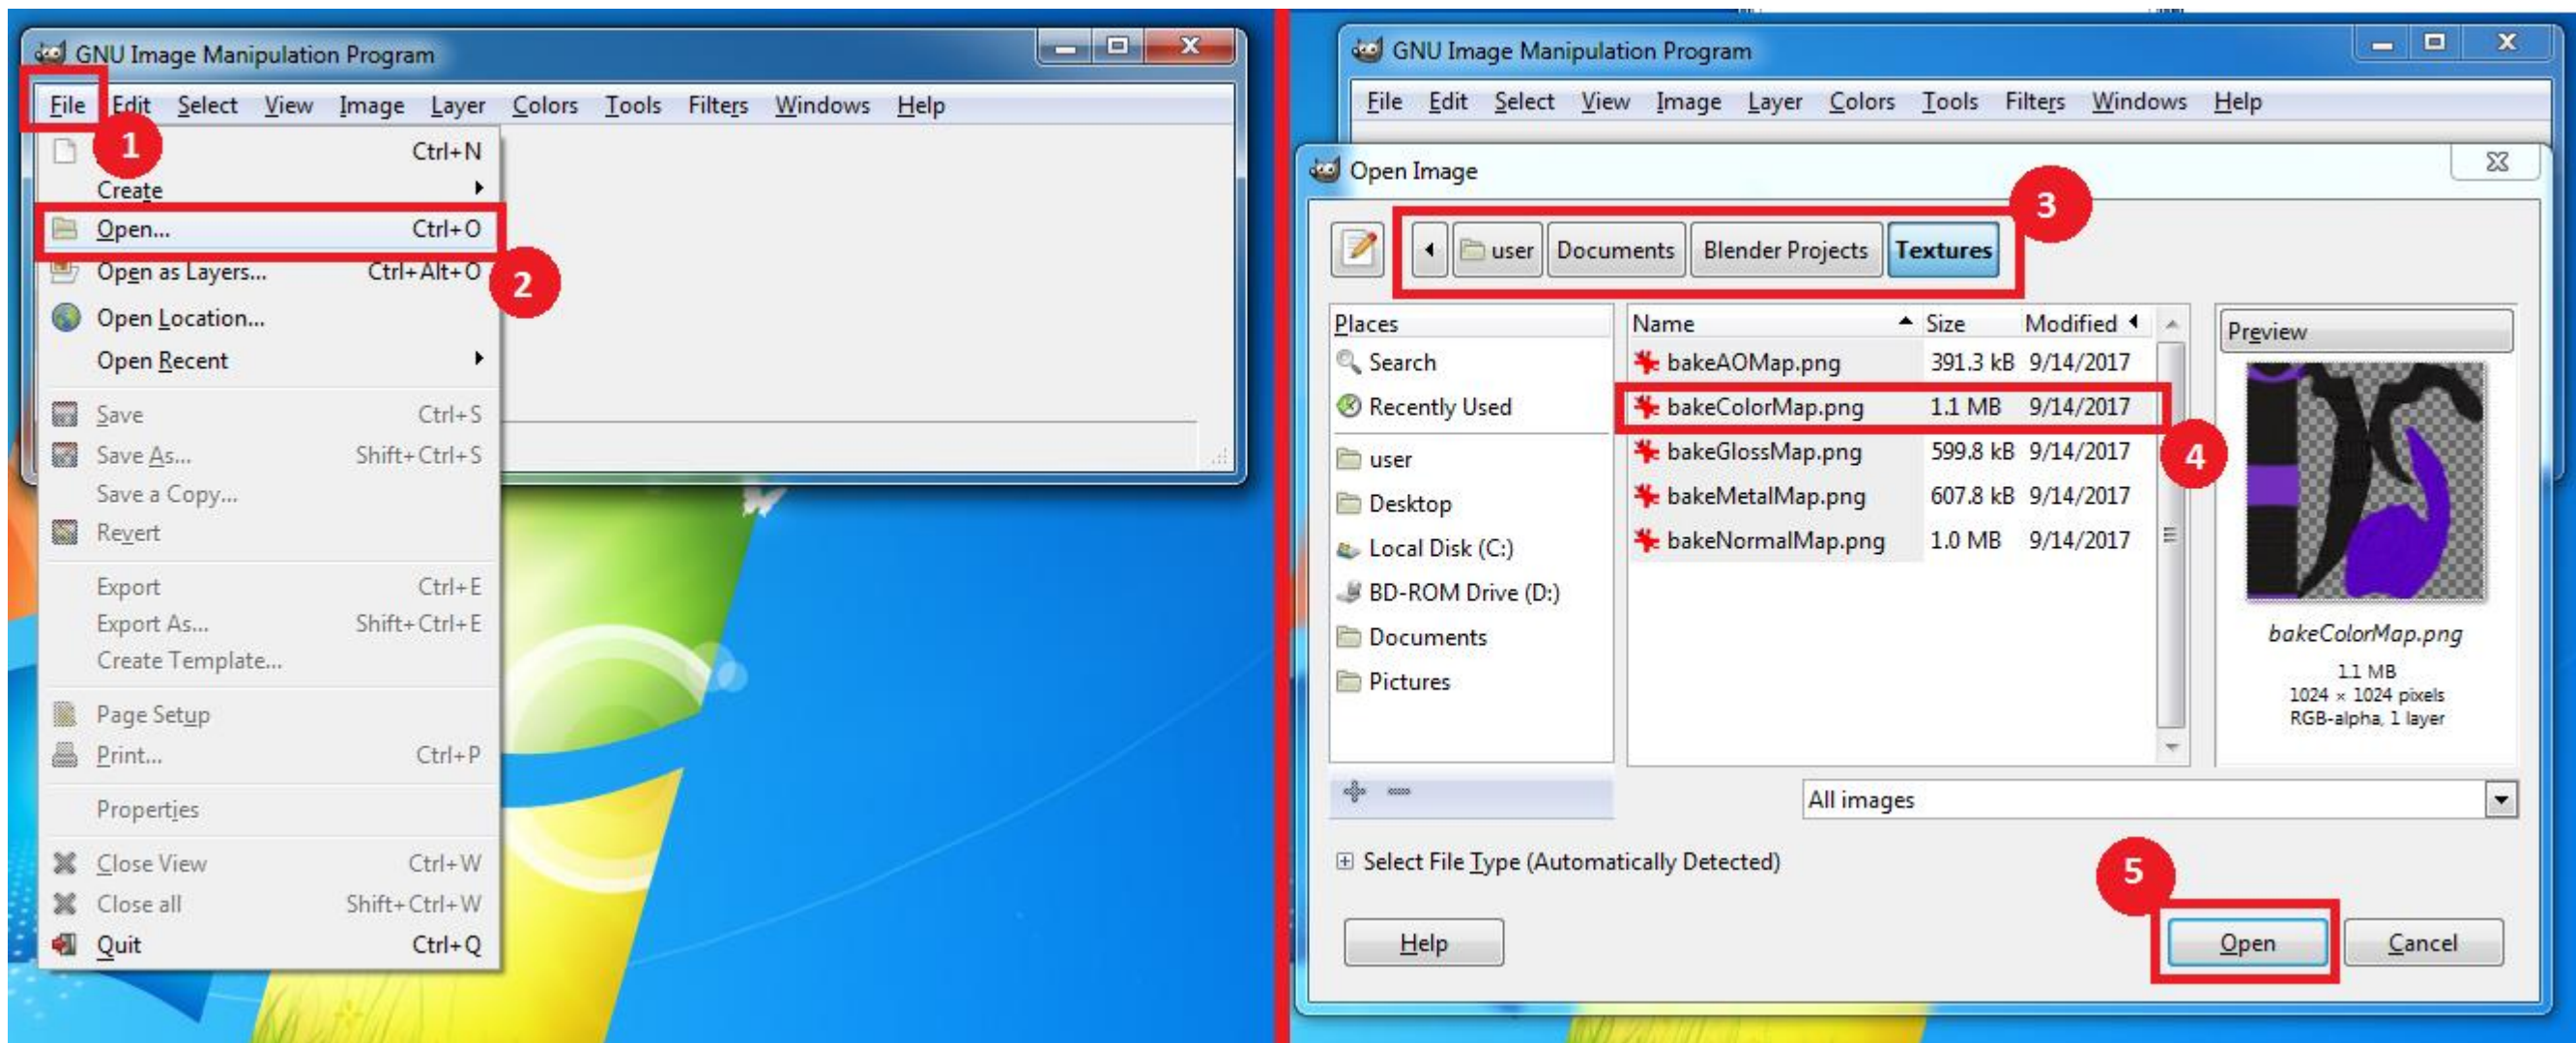 GNU Image Manipulation Program
File Edit Select View Image Layer Colors Tools Filters Windows Help
1
Ctrl+N
Create
Open... Ctrl+O
2
Open as Layers... Ctrl+Alt+O
Open Location...
Open Recent
Save Ctrl+S
Save As... Shift+Ctrl+S
Save a Copy...
Revert
Export Ctrl+E
Export As... Shift+Ctrl+E
Create Template...
Page Setup
Print... Ctrl+P
Properties
Close View Ctrl+W
Close all Shift+Ctrl+W
Quit Ctrl+Q
GNU Image Manipulation Program
File Edit Select View Image Layer Colors Tools Filters Windows Help
Open Image
3
user Documents Blender Projects Textures
Places
Search
Recently Used
user
Desktop
Local Disk (C:)
BD-ROM Drive (D:)
Documents
Pictures
Name Size Modified
bakeAOMap.png 391.3 kB 9/14/2017
bakeColorMap.png 1.1 MB 9/14/2017
4
bakeGlossMap.png 599.8 kB 9/14/2017
bakeMetalMap.png 607.8 kB 9/14/2017
bakeNormalMap.png 1.0 MB 9/14/2017
Preview
bakeColorMap.png
1.1 MB
1024 × 1024 pixels
RGB-alpha, 1 layer
All images
Select File Type (Automatically Detected)
5
Help Open Cancel